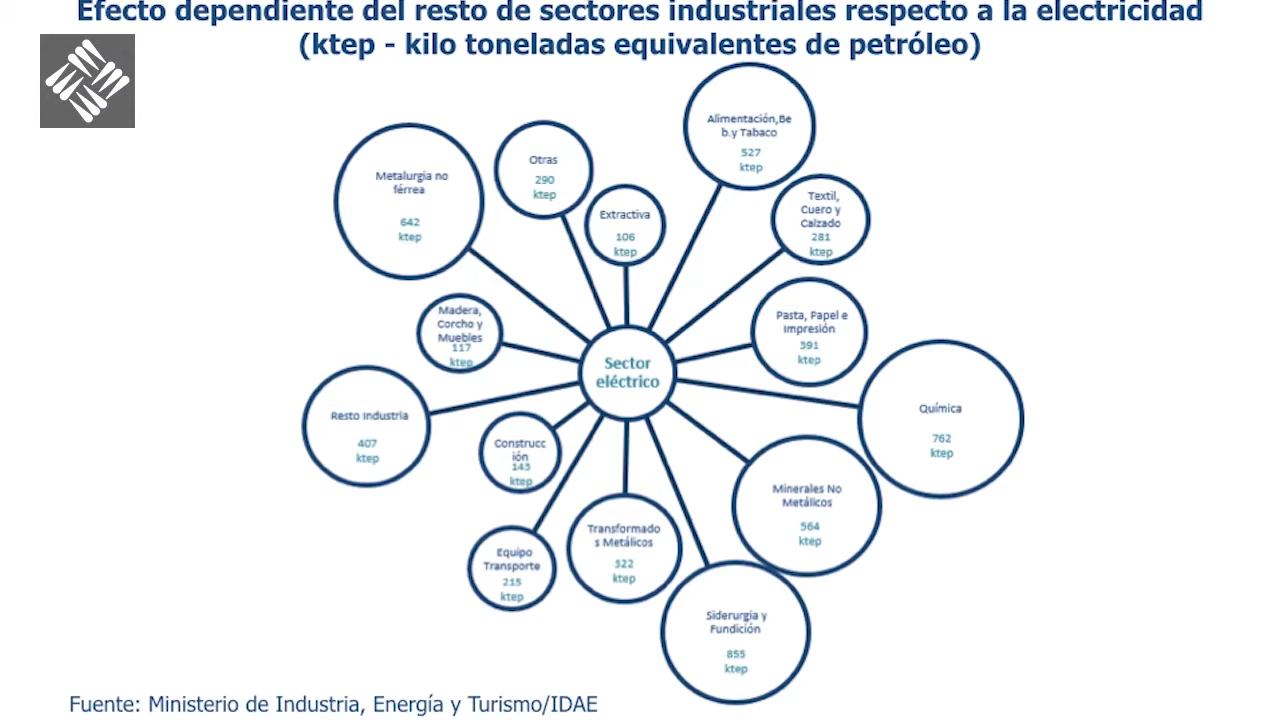 Efecto dependiente del resto de sectores industriales respecto a la electricidad
(ktep - kilo toneladas equivalentes de petróleo)
Alimentación,Be
b.y Tabaco
527
ktep
Otras
290
ktep
Metalurgia no
férrea
642
ktep
Extractiva
106
ktep
Textil,
Cuero y
Calzado
281
ktep
Madera,
Corcho y
Muebles
117
ktep
Pasta, Papel e
Impresión
391
ktep
Sector
eléctrico
Resto Industria
407
ktep
Química
762
ktep
Construcc
ión
143
ktep
Minerales No
Metálicos
564
ktep
Equipo
Transporte
215
ktep
Transformado
s Metálicos
322
ktep
Siderurgia y
Fundición
855
ktep
Fuente: Ministerio de Industria, Energía y Turismo/IDAE